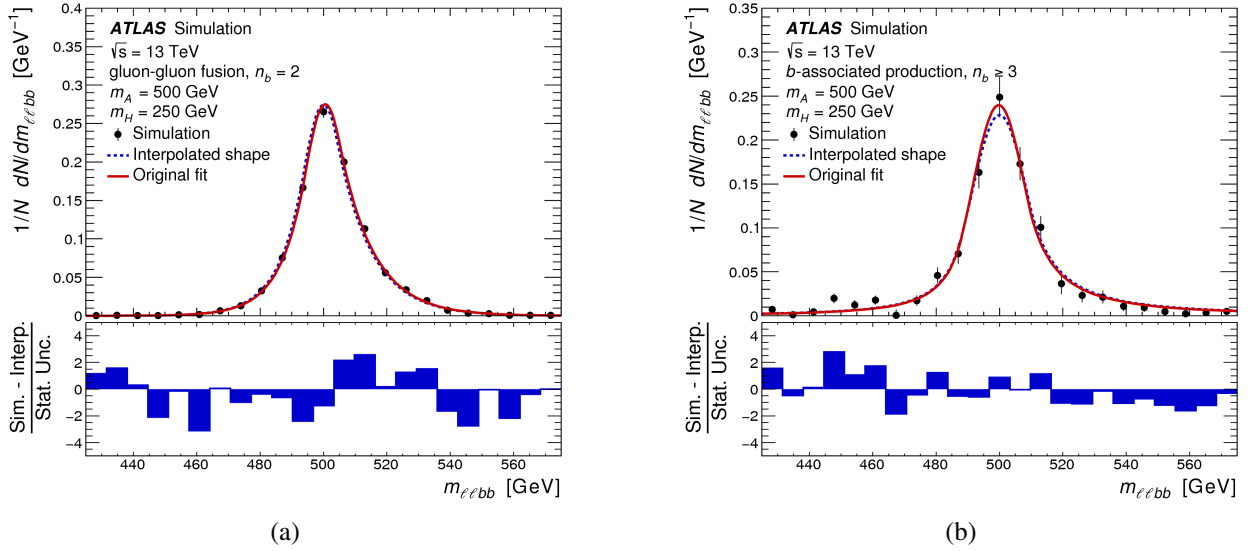 ATLAS Simulation
√s = 13 TeV
gluon-gluon fusion, n_b = 2
m_A = 500 GeV
m_H = 250 GeV
Simulation
Interpolated shape
Original fit
1/N dN/dm_ℓℓbb [GeV⁻¹]
0.4
0.35
0.3
0.25
0.2
0.15
0.1
0.05
0
Sim. - Interp.
Stat. Unc.
4
2
0
−2
−4
440 460 480 500 520 540 560
m_ℓℓbb [GeV]
(a)
ATLAS Simulation
√s = 13 TeV
b-associated production, n_b ≥ 3
m_A = 500 GeV
m_H = 250 GeV
Simulation
Interpolated shape
Original fit
1/N dN/dm_ℓℓbb [GeV⁻¹]
0.35
0.3
0.25
0.2
0.15
0.1
0.05
0
Sim. - Interp.
Stat. Unc.
4
2
0
−2
−4
440 460 480 500 520 540 560
m_ℓℓbb [GeV]
(b)